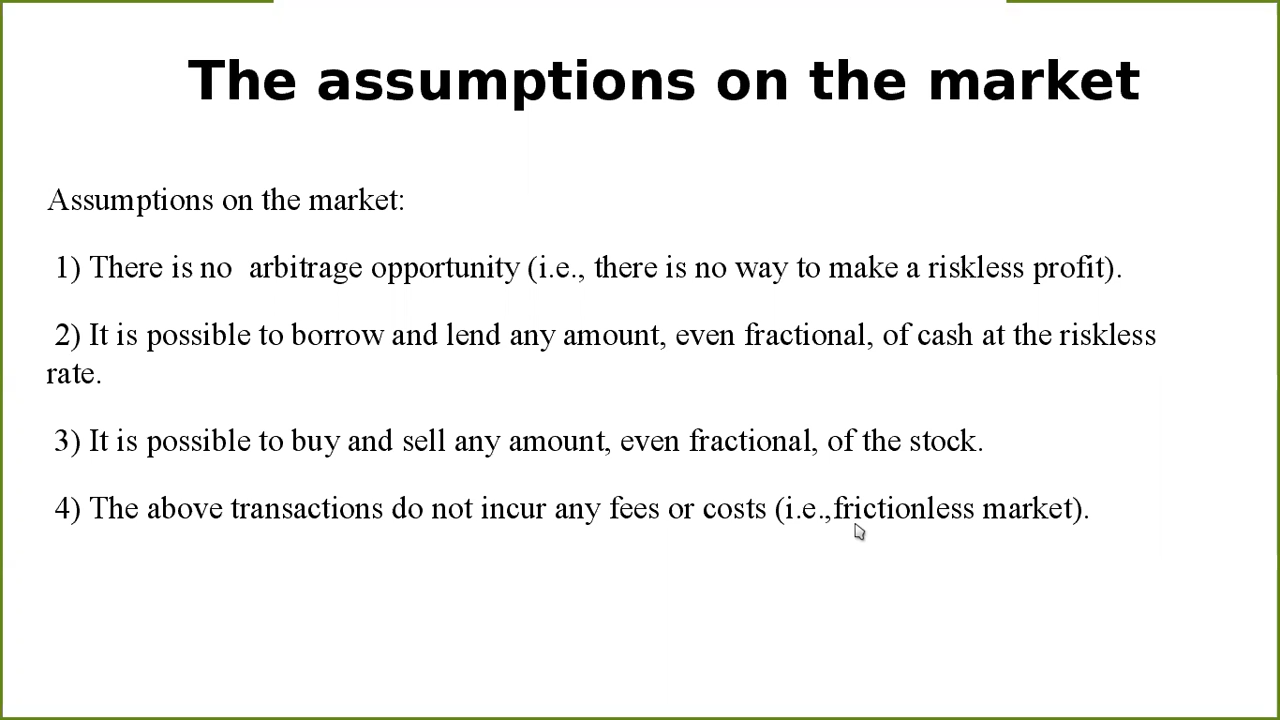 The assumptions on the market
Assumptions on the market:
1) There is no  arbitrage opportunity (i.e., there is no way to make a riskless profit).
2) It is possible to borrow and lend any amount, even fractional, of cash at the riskless
rate.
3) It is possible to buy and sell any amount, even fractional, of the stock.
4) The above transactions do not incur any fees or costs (i.e.,frictionless market).